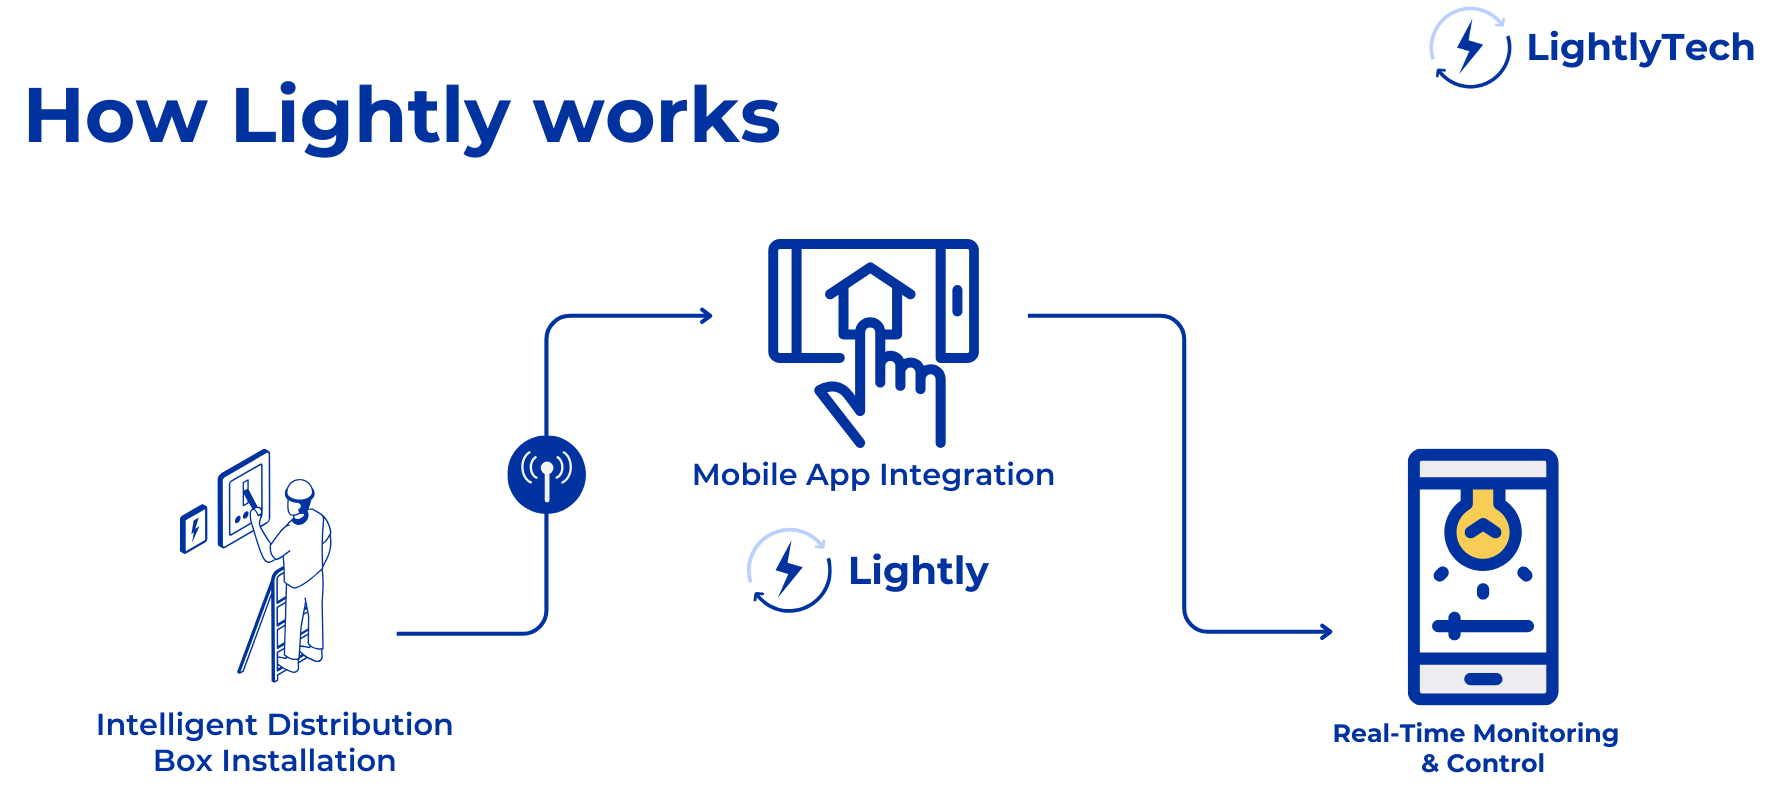 LightlyTech
How Lightly works
Mobile App Integration
Lightly
Intelligent Distribution
Box Installation
Real-Time Monitoring
& Control